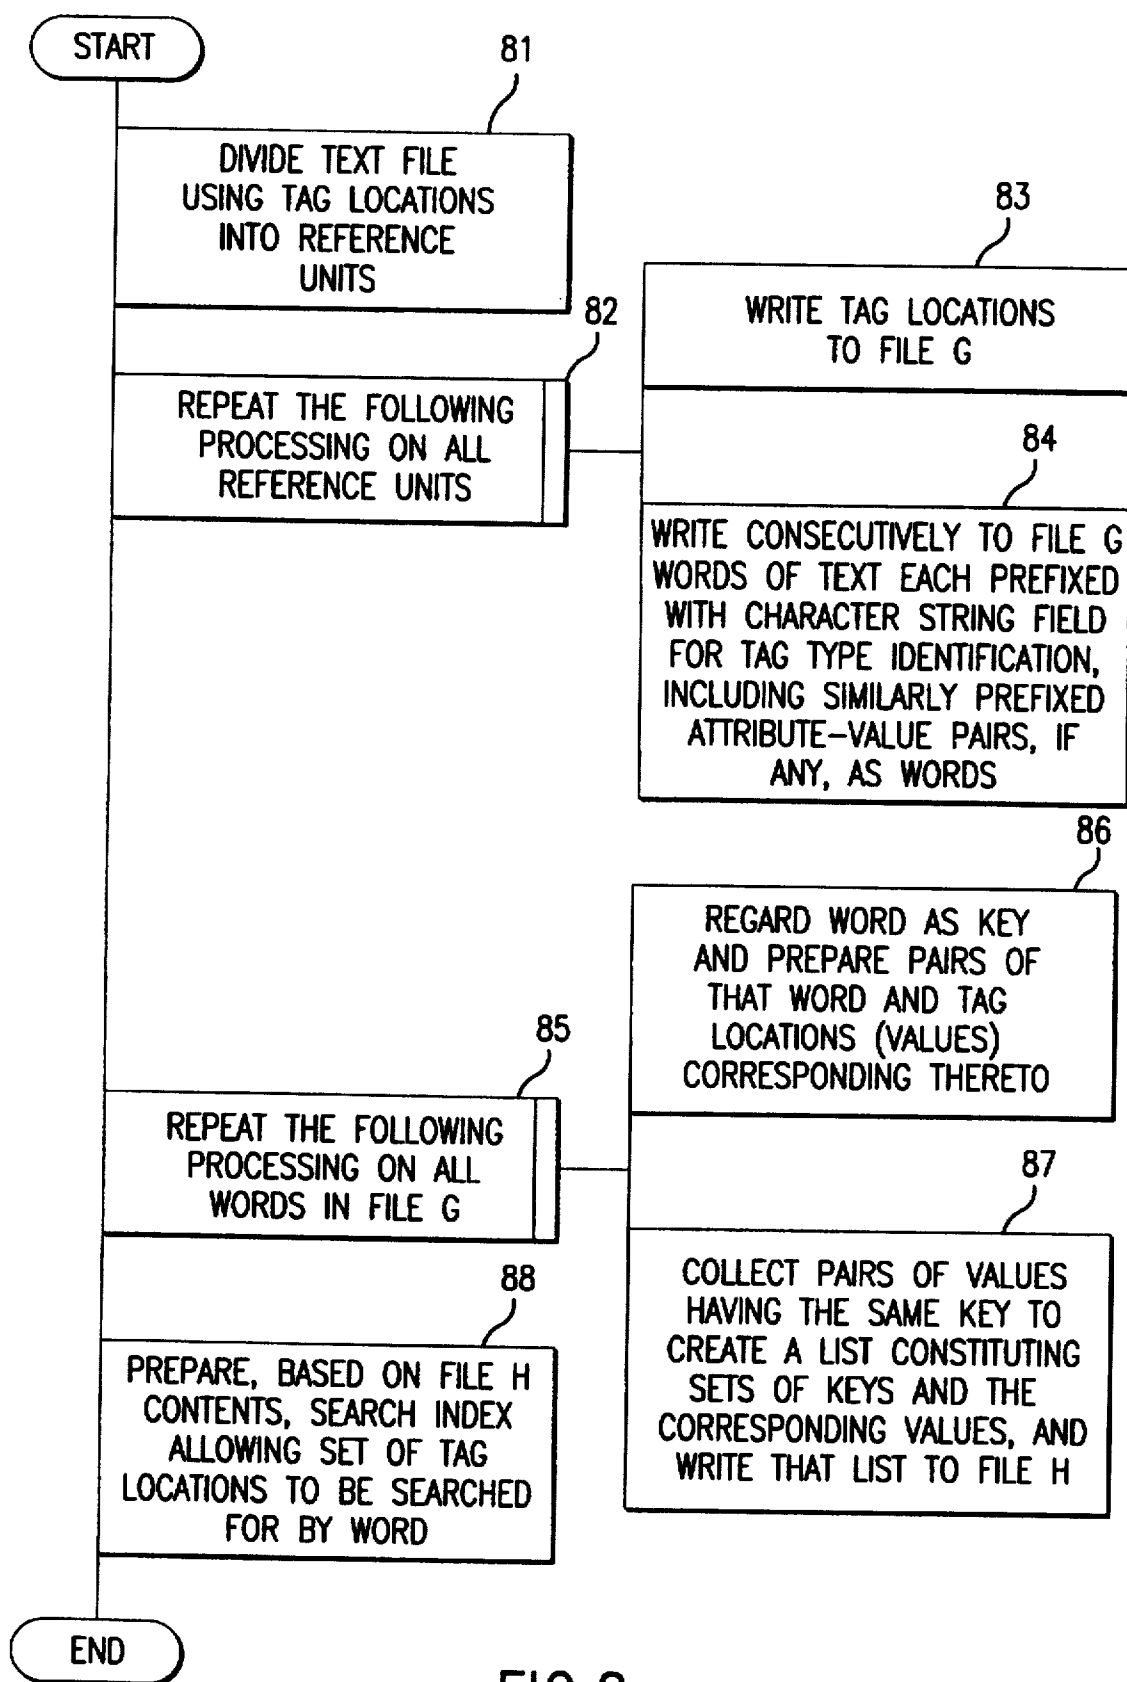 START
81
DIVIDE TEXT FILE
USING TAG LOCATIONS
INTO REFERENCE
UNITS
82
REPEAT THE FOLLOWING
PROCESSING ON ALL
REFERENCE UNITS
83
WRITE TAG LOCATIONS
TO FILE G
84
WRITE CONSECUTIVELY TO FILE G
WORDS OF TEXT EACH PREFIXED
WITH CHARACTER STRING FIELD
FOR TAG TYPE IDENTIFICATION,
INCLUDING SIMILARLY PREFIXED
ATTRIBUTE-VALUE PAIRS, IF
ANY, AS WORDS
85
REPEAT THE FOLLOWING
PROCESSING ON ALL
WORDS IN FILE G
86
REGARD WORD AS KEY
AND PREPARE PAIRS OF
THAT WORD AND TAG
LOCATIONS (VALUES)
CORRESPONDING THERETO
87
COLLECT PAIRS OF VALUES
HAVING THE SAME KEY TO
CREATE A LIST CONSTITUTING
SETS OF KEYS AND THE
CORRESPONDING VALUES, AND
WRITE THAT LIST TO FILE H
88
PREPARE, BASED ON FILE H
CONTENTS, SEARCH INDEX
ALLOWING SET OF TAG
LOCATIONS TO BE SEARCHED
FOR BY WORD
END